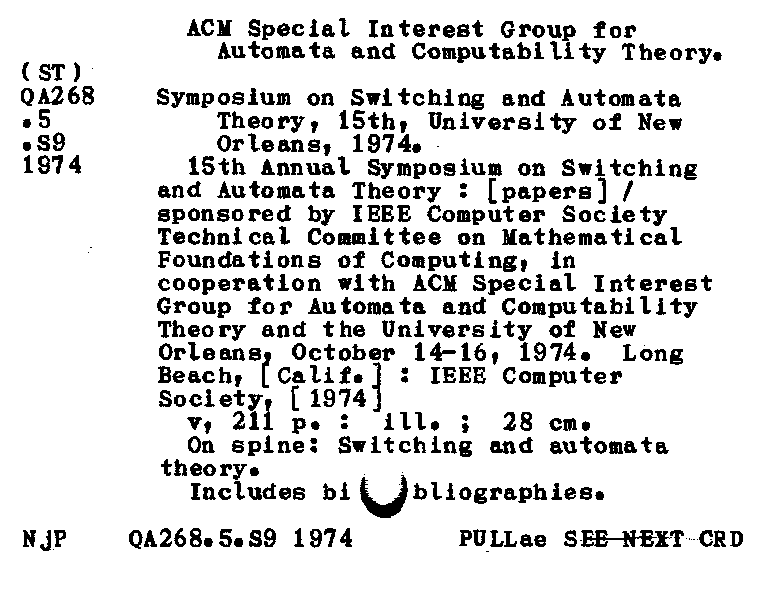 ACM Special Interest Group for
Automata and Computability Theory.
(ST)
QA268 Symposium on Switching and Automata
.5 Theory, 15th, University of New
.S9 Orleans, 1974.
1974 15th Annual Symposium on Switching
and Automata Theory : [papers] /
sponsored by IEEE Computer Society
Technical Committee on Mathematical
Foundations of Computing, in
cooperation with ACM Special Interest
Group for Automata and Computability
Theory and the University of New
Orleans, October 14-16, 1974. Long
Beach, [Calif.] : IEEE Computer
Society, [1974]
v, 211 p. : ill. ; 28 cm.
On spine: Switching and automata
theory.
Includes bi bliographies.
NjP QA268.5.S9 1974 PULLae SEE NEXT CRD